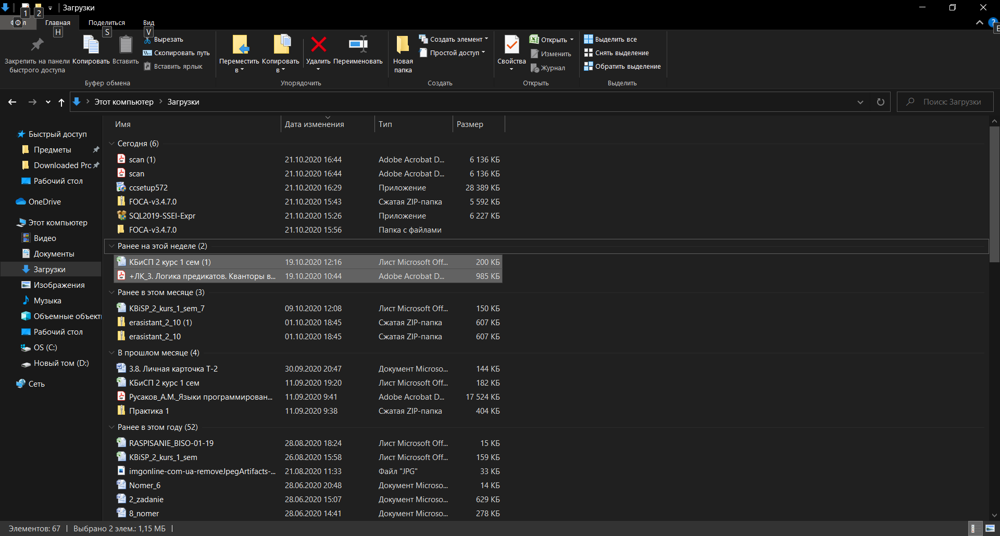 1 2 Загрузки
Ф Главная Поделиться Вид
H S V
Закрепить на панели быстрого доступа
Копировать
Вставить
Вырезать
Скопировать путь
Вставить ярлык
Буфер обмена
Переместить в
Копировать в
Удалить
Переименовать
Упорядочить
Новая папка
Создать элемент
Простой доступ
Создать
Свойства
Открыть
Изменить
Журнал
Открыть
Выделить все
Снять выделение
Обратить выделение
Выделить
Этот компьютер Загрузки
Поиск: Загрузки
Быстрый доступ
Предметы
Downloaded Prc
Рабочий стол
OneDrive
Этот компьютер
Видео
Документы
Загрузки
Изображения
Музыка
Объемные объект
Рабочий стол
OS (C:)
Новый том (D:)
Сеть
Имя Дата изменения Тип Размер
Сегодня (6)
scan (1) 21.10.2020 16:44 Adobe Acrobat D... 6 136 КБ
scan 21.10.2020 16:44 Adobe Acrobat D... 6 136 КБ
ccsetup572 21.10.2020 16:29 Приложение 28 389 КБ
FOCA-v3.4.7.0 21.10.2020 15:43 Сжатая ZIP-папка 5 592 КБ
SQL2019-SSEI-Expr 21.10.2020 15:26 Приложение 6 227 КБ
FOCA-v3.4.7.0 21.10.2020 15:56 Папка с файлами
Ранее на этой неделе (2)
КБиСП 2 курс 1 сем (1) 19.10.2020 12:16 Лист Microsoft Off... 200 КБ
+ЛК_3. Логика предикатов. Кванторы в... 19.10.2020 10:44 Adobe Acrobat D... 985 КБ
Ранее в этом месяце (3)
KBiSP_2_kurs_1_sem_7 09.10.2020 12:08 Лист Microsoft Off... 150 КБ
erasistant_2_10 (1) 01.10.2020 18:45 Сжатая ZIP-папка 607 КБ
erasistant_2_10 01.10.2020 18:45 Сжатая ZIP-папка 607 КБ
В прошлом месяце (4)
3.8. Личная карточка Т-2 30.09.2020 20:47 Документ Microso... 144 КБ
КБиСП 2 курс 1 сем 11.09.2020 19:20 Лист Microsoft Off... 182 КБ
Русаков_А.М._Языки программирован... 11.09.2020 9:41 Adobe Acrobat D... 17 524 КБ
Практика 1 11.09.2020 9:38 Сжатая ZIP-папка 404 КБ
Ранее в этом году (52)
RASPISANIE_BISO-01-19 28.08.2020 18:24 Лист Microsoft Off... 15 КБ
KBiSP_2_kurs_1_sem 26.08.2020 15:58 Лист Microsoft Off... 159 КБ
imgonline-com-ua-removeJpegArtifacts-... 21.08.2020 11:33 Файл "JPG" 33 КБ
Nomer_6 28.06.2020 20:48 Документ Microso... 14 КБ
2_zadanie 28.06.2020 15:07 Документ Microso... 629 КБ
8_nomer 28.06.2020 14:41 Документ Microso... 278 КБ
Элементов: 67 Выбрано 2 элем.: 1,15 МБ